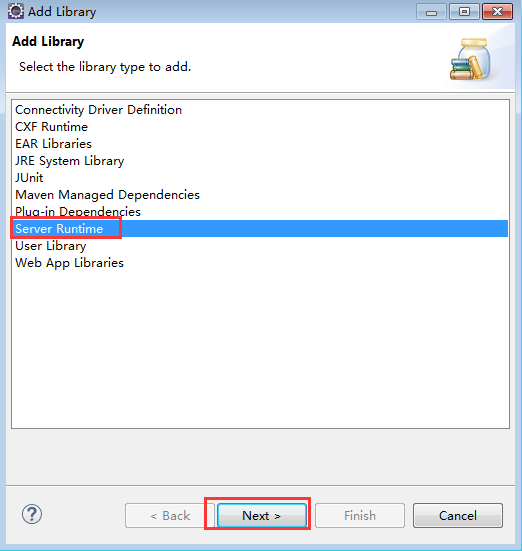 Add Library
Add Library
Select the library type to add.
Connectivity Driver Definition
CXF Runtime
EAR Libraries
JRE System Library
JUnit
Maven Managed Dependencies
Plug-in Dependencies
Server Runtime
User Library
Web App Libraries
?
< Back Next > Finish Cancel